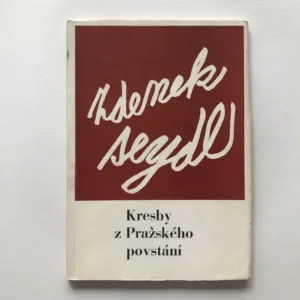 Zdenek
seydl
Kresby
z Pražského
povstání